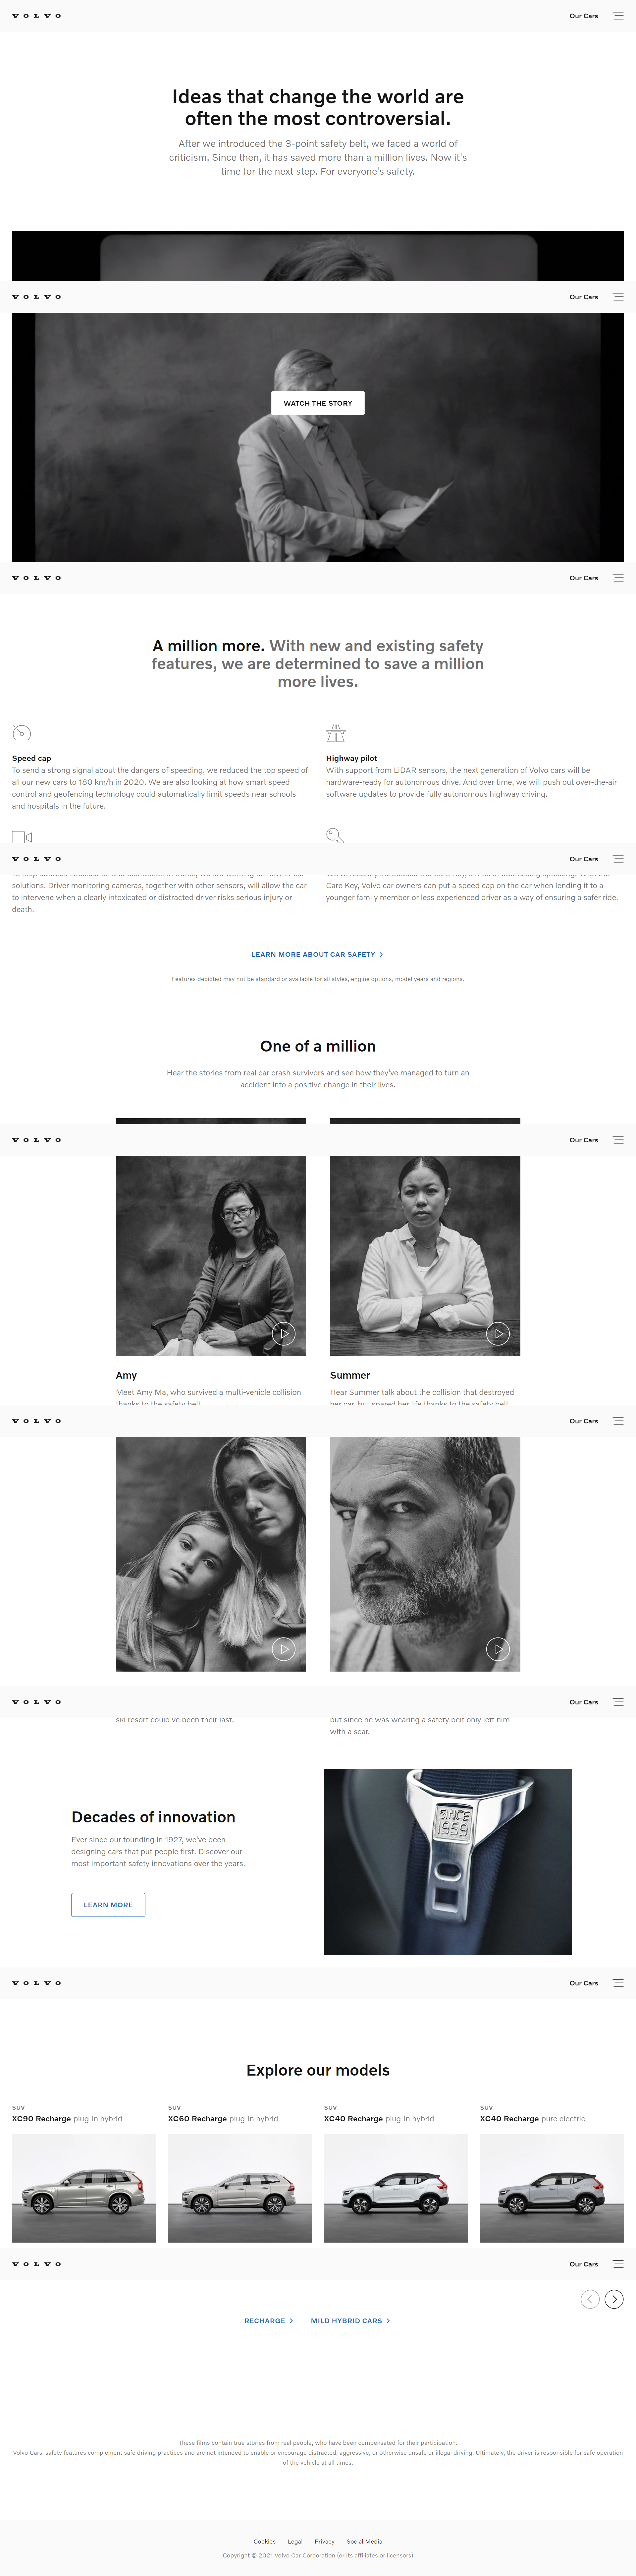 VOLVO
Our Cars
Ideas that change the world are
often the most controversial.
After we introduced the 3-point safety belt, we faced a world of
criticism. Since then, it has saved more than a million lives. Now it's
time for the next step. For everyone's safety.
VOLVO
Our Cars
WATCH THE STORY
VOLVO
Our Cars
A million more. With new and existing safety
features, we are determined to save a million
more lives.
Speed cap
To send a strong signal about the dangers of speeding, we reduced the top speed of
all our new cars to 180 km/h in 2020. We are also looking at how smart speed
control and geofencing technology could automatically limit speeds near schools
and hospitals in the future.
Highway pilot
With support from LiDAR sensors, the next generation of Volvo cars will be
hardware-ready for autonomous drive. And over time, we will push out over-the-air
software updates to provide fully autonomous highway driving.
VOLVO
Our Cars
solutions. Driver monitoring cameras, together with other sensors, will allow the car
to intervene when a clearly intoxicated or distracted driver risks serious injury or
death.
Care Key, Volvo car owners can put a speed cap on the car when lending it to a
younger family member or less experienced driver as a way of ensuring a safer ride.
LEARN MORE ABOUT CAR SAFETY
Features depicted may not be standard or available for all styles, engine options, model years and regions.
One of a million
Hear the stories from real car crash survivors and see how they've managed to turn an
accident into a positive change in their lives.
VOLVO
Our Cars
Amy
Meet Amy Ma, who survived a multi-vehicle collision
thanks to the safety belt.
Summer
Hear Summer talk about the collision that destroyed
her car, but spared her life thanks to the safety belt.
VOLVO
Our Cars
VOLVO
Our Cars
ski resort could've been their last.
but since he was wearing a safety belt only left him
with a scar.
Decades of innovation
Ever since our founding in 1927, we've been
designing cars that put people first. Discover our
most important safety innovations over the years.
LEARN MORE
SINCE
1959
VOLVO
Our Cars
Explore our models
SUV
XC90 Recharge plug-in hybrid
SUV
XC60 Recharge plug-in hybrid
SUV
XC40 Recharge plug-in hybrid
SUV
XC40 Recharge pure electric
VOLVO
Our Cars
RECHARGE
MILD HYBRID CARS
These films contain true stories from real people, who have been compensated for their participation.
Volvo Cars' safety features complement safe driving practices and are not intended to enable or encourage distracted, aggressive, or otherwise unsafe or illegal driving. Ultimately, the driver is responsible for safe operation
of the vehicle at all times.
Cookies Legal Privacy Social Media
Copyright © 2021 Volvo Car Corporation (or its affiliates or licensors)